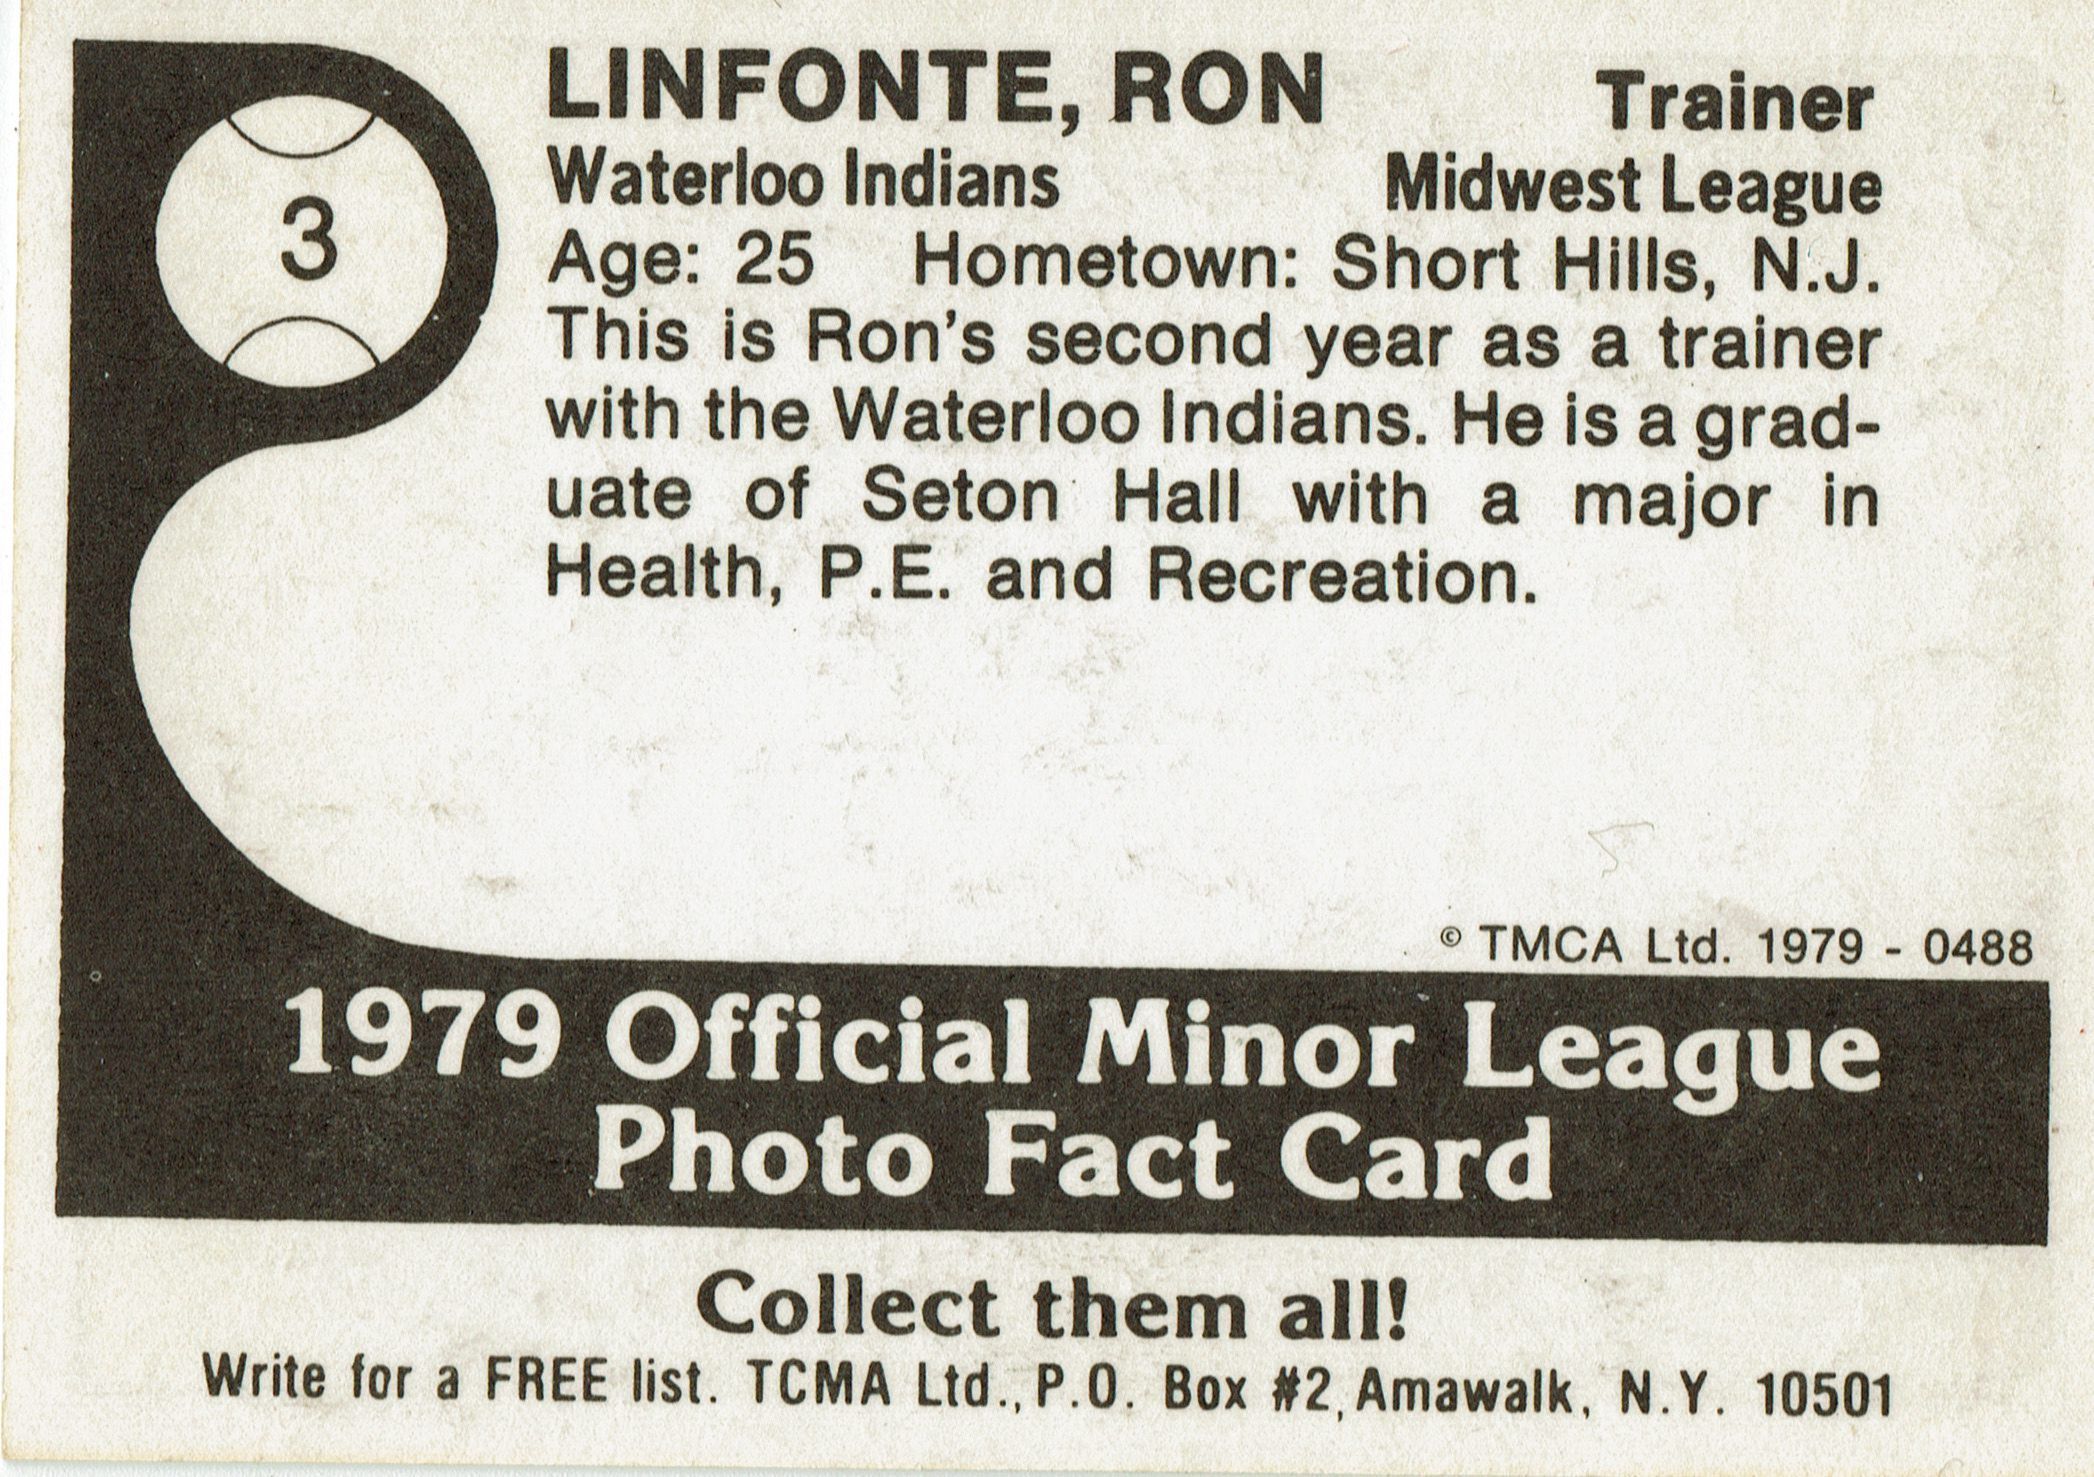 3
LINFONTE, RON Trainer
Waterloo Indians Midwest League
Age: 25 Hometown: Short Hills, N.J.
This is Ron's second year as a trainer
with the Waterloo Indians. He is a grad-
uate of Seton Hall with a major in
Health, P.E. and Recreation.
© TMCA Ltd. 1979 - 0488
1979 Official Minor League
Photo Fact Card
Collect them all!
Write for a FREE list. TCMA Ltd., P.O. Box #2, Amawalk, N.Y. 10501